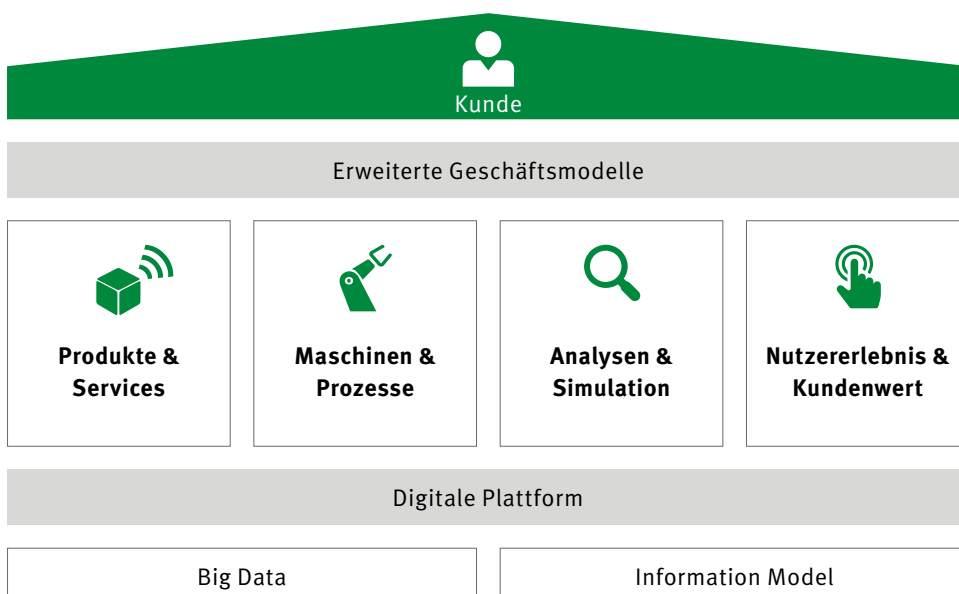 Kunde
Erweiterte Geschäftsmodelle
Produkte &
Services
Maschinen &
Prozesse
Analysen &
Simulation
Nutzererlebnis &
Kundenwert
Digitale Plattform
Big Data
Information Model